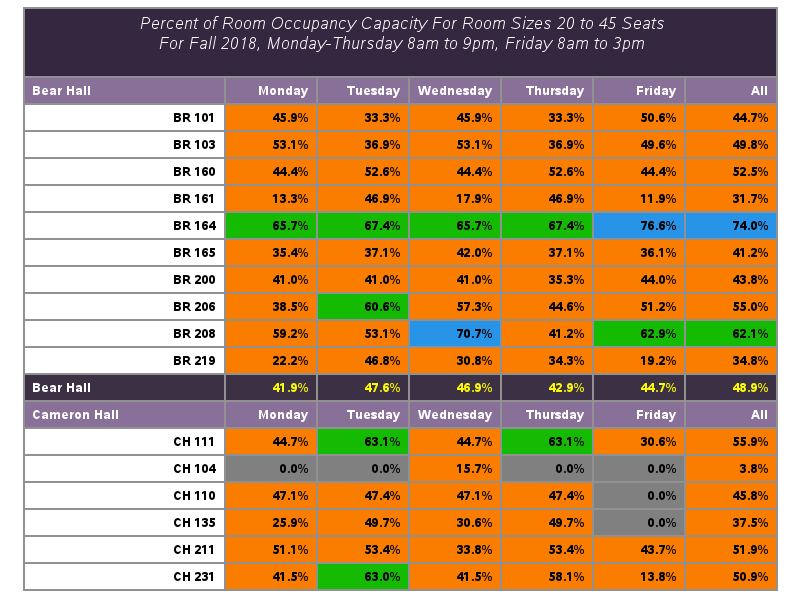 Percent of Room Occupancy Capacity For Room Sizes 20 to 45 Seats
For Fall 2018, Monday-Thursday 8am to 9pm, Friday 8am to 3pm
Bear Hall Monday Tuesday Wednesday Thursday Friday All
BR 101 45.9% 33.3% 45.9% 33.3% 50.6% 44.7%
BR 103 53.1% 36.9% 53.1% 36.9% 49.6% 49.8%
BR 160 44.4% 52.6% 44.4% 52.6% 44.4% 52.5%
BR 161 13.3% 46.9% 17.9% 46.9% 11.9% 31.7%
BR 164 65.7% 67.4% 65.7% 67.4% 76.6% 74.0%
BR 165 35.4% 37.1% 42.0% 37.1% 36.1% 41.2%
BR 200 41.0% 41.0% 41.0% 35.3% 44.0% 43.8%
BR 206 38.5% 60.6% 57.3% 44.6% 51.2% 55.0%
BR 208 59.2% 53.1% 70.7% 41.2% 62.9% 62.1%
BR 219 22.2% 46.8% 30.8% 34.3% 19.2% 34.8%
Bear Hall 41.9% 47.6% 46.9% 42.9% 44.7% 48.9%
Cameron Hall Monday Tuesday Wednesday Thursday Friday All
CH 111 44.7% 63.1% 44.7% 63.1% 30.6% 55.9%
CH 104 0.0% 0.0% 15.7% 0.0% 0.0% 3.8%
CH 110 47.1% 47.4% 47.1% 47.4% 0.0% 45.8%
CH 135 25.9% 49.7% 30.6% 49.7% 0.0% 37.5%
CH 211 51.1% 53.4% 33.8% 53.4% 43.7% 51.9%
CH 231 41.5% 63.0% 41.5% 58.1% 13.8% 50.9%